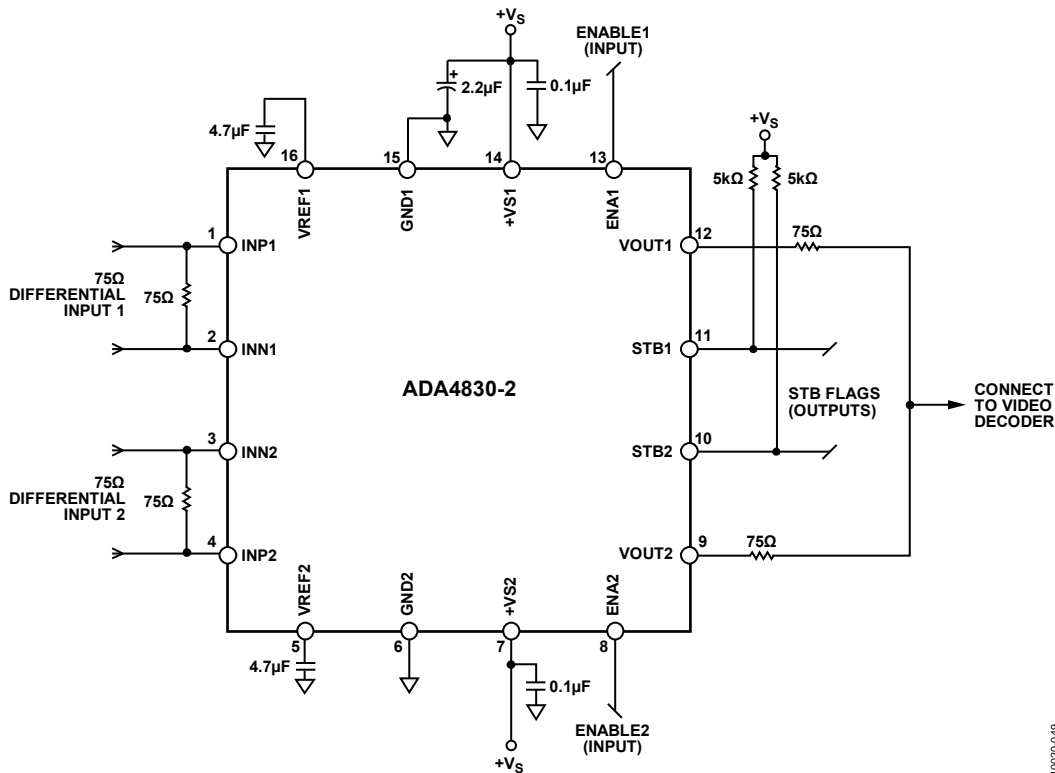 +VS
ENABLE1
(INPUT)
2.2µF
0.1µF
4.7µF
+VS
5kΩ
5kΩ
16
15
14
13
VREF1
GND1
+VS1
ENA1
1
INP1
VOUT1
12
75Ω
75Ω
DIFFERENTIAL
INPUT 1
75Ω
2
INN1
STB1
11
ADA4830-2
STB FLAGS
(OUTPUTS)
CONNECT
TO VIDEO
DECODER
3
INN2
STB2
10
75Ω
DIFFERENTIAL
INPUT 2
75Ω
4
INP2
VOUT2
9
75Ω
VREF2
GND2
+VS2
ENA2
5
6
7
8
4.7µF
0.1µF
ENABLE2
(INPUT)
+VS
10020-049